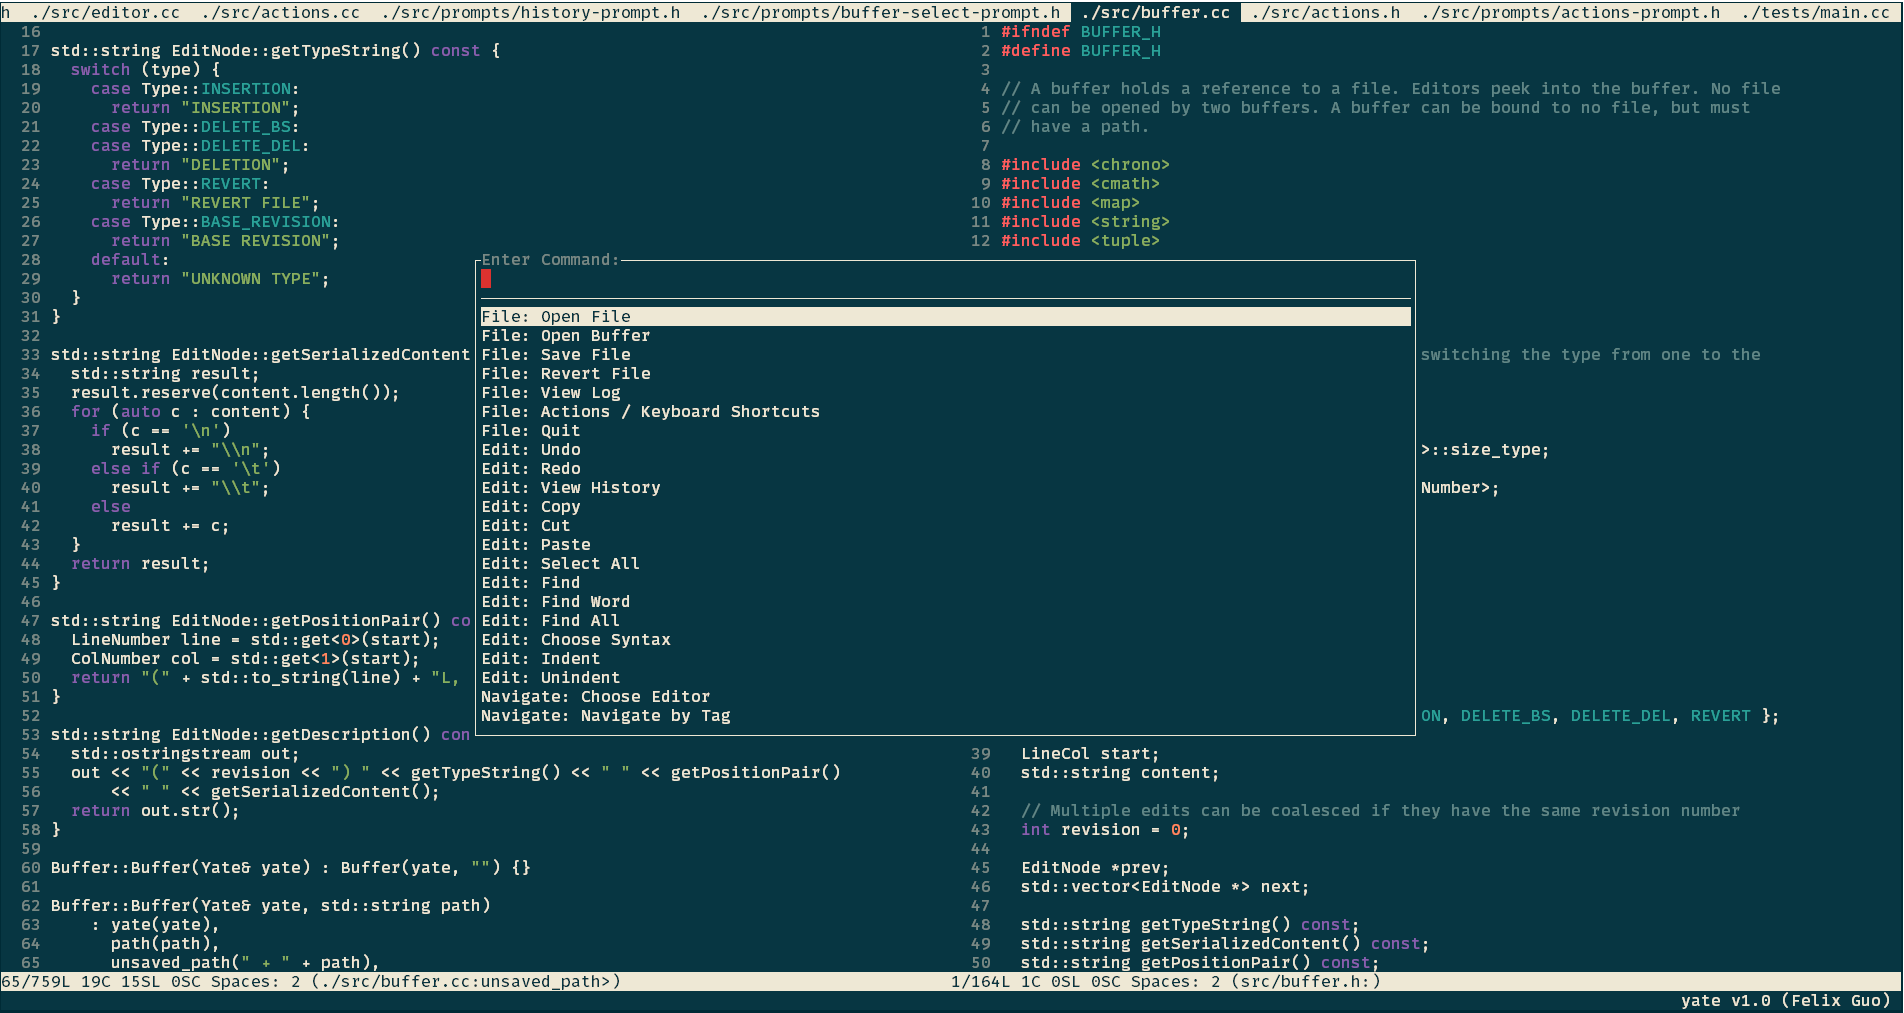 h ./src/editor.cc ./src/actions.cc ./src/prompts/history-prompt.h ./src/prompts/buffer-select-prompt.h ./src/buffer.cc ./src/actions.h ./src/prompts/actions-prompt.h ./tests/main.cc
16
17 std::string EditNode::getTypeString() const {
18   switch (type) {
19     case Type::INSERTION:
20       return "INSERTION";
21     case Type::DELETE_BS:
22     case Type::DELETE_DEL:
23       return "DELETION";
24     case Type::REVERT:
25       return "REVERT FILE";
26     case Type::BASE_REVISION:
27       return "BASE REVISION";
28     default:
29       return "UNKNOWN TYPE";
30   }
31 }
32
33 std::string EditNode::getSerializedContent
34   std::string result;
35   result.reserve(content.length());
36   for (auto c : content) {
37     if (c == '\n')
38       result += "\\n";
39     else if (c == '\t')
40       result += "\\t";
41     else
42       result += c;
43   }
44   return result;
45 }
46
47 std::string EditNode::getPositionPair() co
48   LineNumber line = std::get<0>(start);
49   ColNumber col = std::get<1>(start);
50   return "(" + std::to_string(line) + "L,
51 }
52
53 std::string EditNode::getDescription() con
54   std::ostringstream out;
55   out << "(" << revision << ") " << getTypeString() << " " << getPositionPair()
56       << " " << getSerializedContent();
57   return out.str();
58 }
59
60 Buffer::Buffer(Yate& yate) : Buffer(yate, "") {}
61
62 Buffer::Buffer(Yate& yate, std::string path)
63     : yate(yate),
64       path(path),
65       unsaved_path(" + " + path),
65/759L 19C 15SL 0SC Spaces: 2 (./src/buffer.cc:unsaved_path>)
Enter Command:
File: Open File
File: Open Buffer
File: Save File
File: Revert File
File: View Log
File: Actions / Keyboard Shortcuts
File: Quit
Edit: Undo
Edit: Redo
Edit: View History
Edit: Copy
Edit: Cut
Edit: Paste
Edit: Select All
Edit: Find
Edit: Find Word
Edit: Find All
Edit: Choose Syntax
Edit: Indent
Edit: Unindent
Navigate: Choose Editor
Navigate: Navigate by Tag
1 #ifndef BUFFER_H
2 #define BUFFER_H
3
4 // A buffer holds a reference to a file. Editors peek into the buffer. No file
5 // can be opened by two buffers. A buffer can be bound to no file, but must
6 // have a path.
7
8 #include <chrono>
9 #include <cmath>
10 #include <map>
11 #include <string>
12 #include <tuple>
switching the type from one to the
>::size_type;
Number>;
ON, DELETE_BS, DELETE_DEL, REVERT };
39   LineCol start;
40   std::string content;
41
42   // Multiple edits can be coalesced if they have the same revision number
43   int revision = 0;
44
45   EditNode *prev;
46   std::vector<EditNode *> next;
47
48   std::string getTypeString() const;
49   std::string getSerializedContent() const;
50   std::string getPositionPair() const;
1/164L 1C 0SL 0SC Spaces: 2 (src/buffer.h:)
yate v1.0 (Felix Guo)